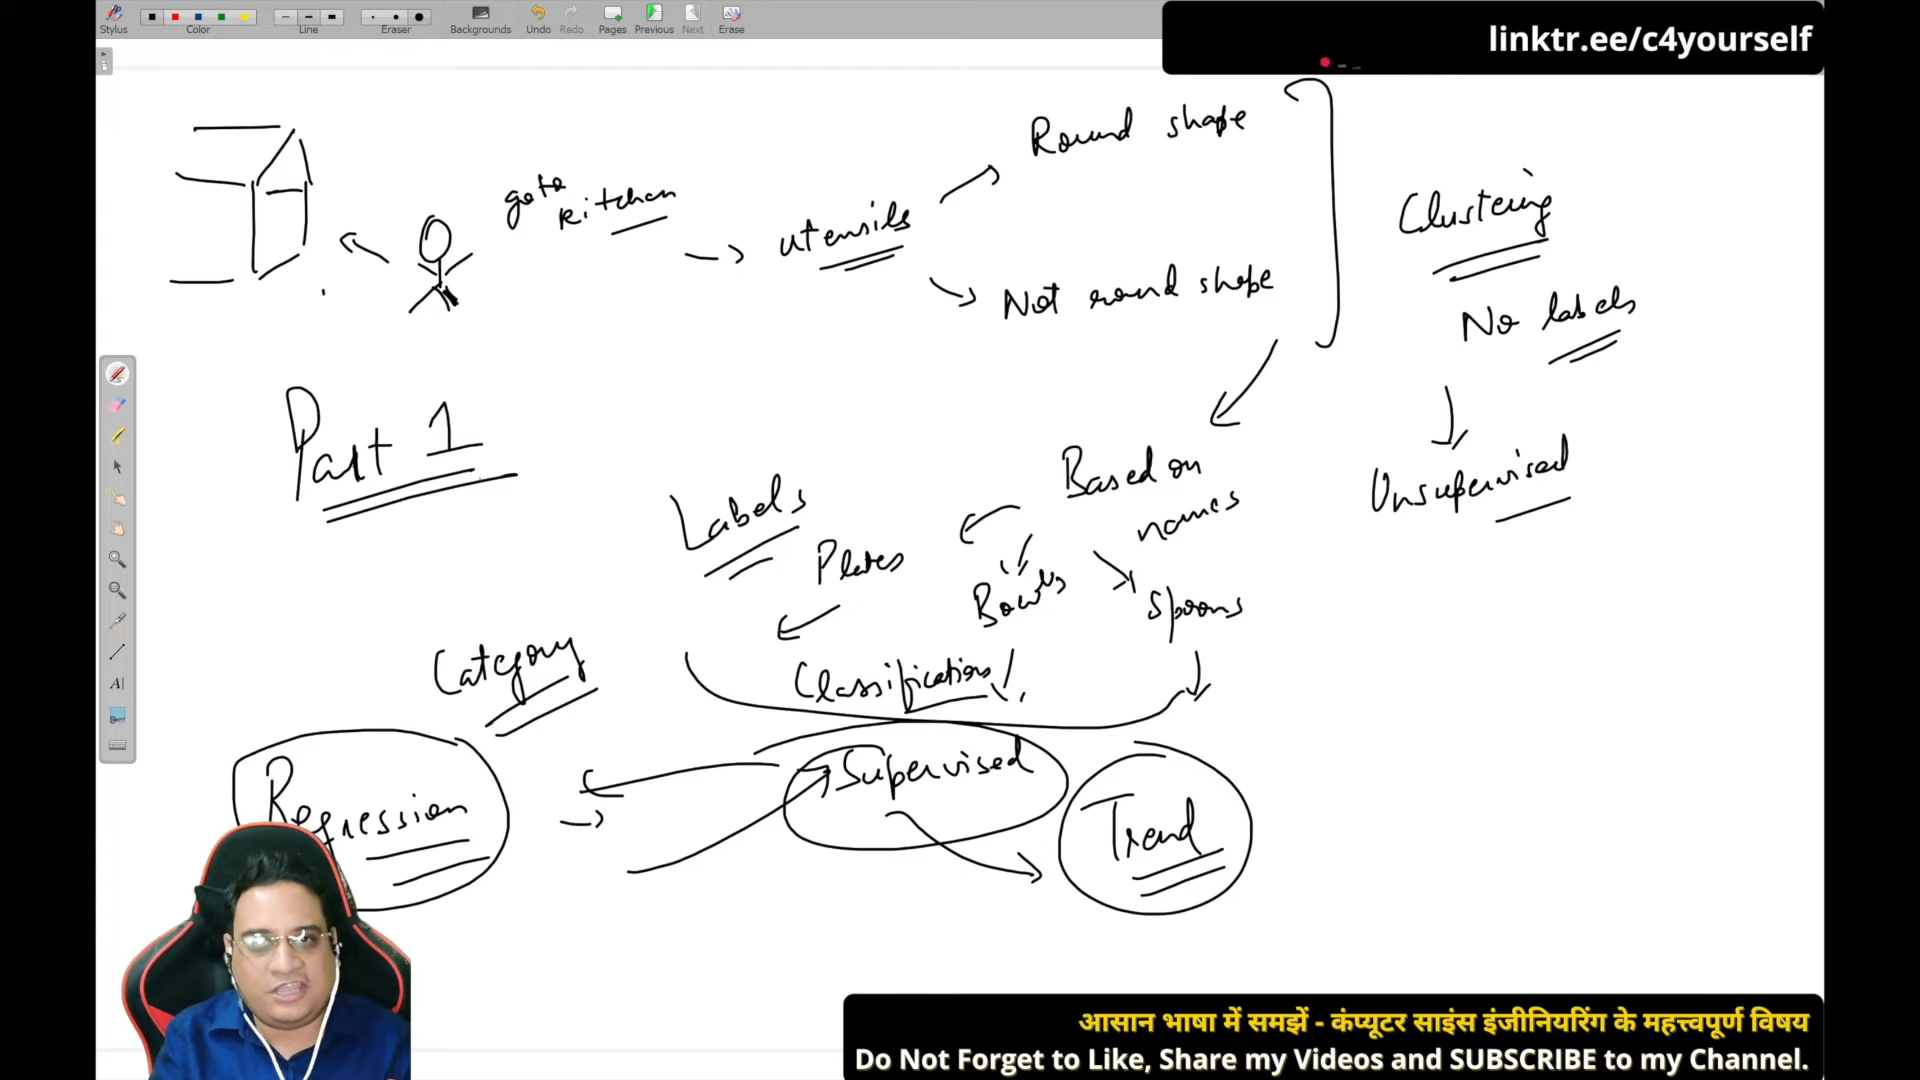 Stylus
Color
Line
Eraser
Backgrounds
Undo
Redo
Pages
Previous
Next
Erase
linktr.ee/c4yourself
Round shape
go to
kitchen
utensils
Not round shape
Clustering
No labels
Unsupervised
Part 1
Labels
Based on
names
Plates
Bowls
Spoons
Category
Classification
Regression
Supervised
Trend
आसान भाषा में समझें - कंप्यूटर साइंस इंजीनियरिंग के महत्त्वपूर्ण विषय
Do Not Forget to Like, Share my Videos and SUBSCRIBE to my Channel.